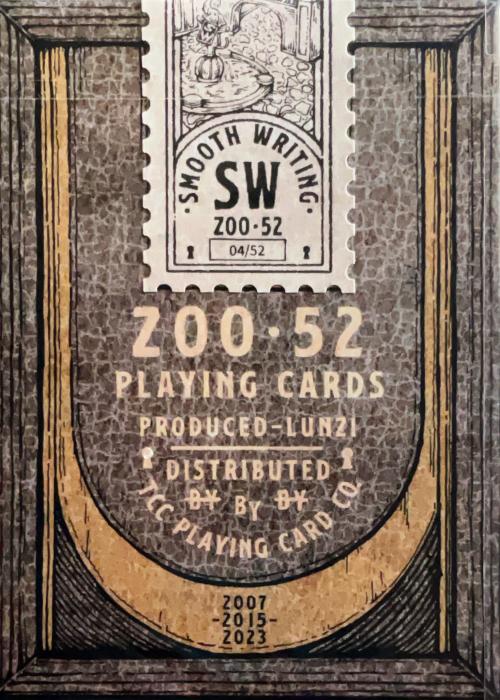 ·SMOOTH WRITING·
SW
ZOO·52
04/52
ZOO·52
PLAYING CARDS
PRODUCED-LUNZI
DISTRIBUTED
BY By BY
TCC PLAYING CARD CO.
2007
-2015-
2023